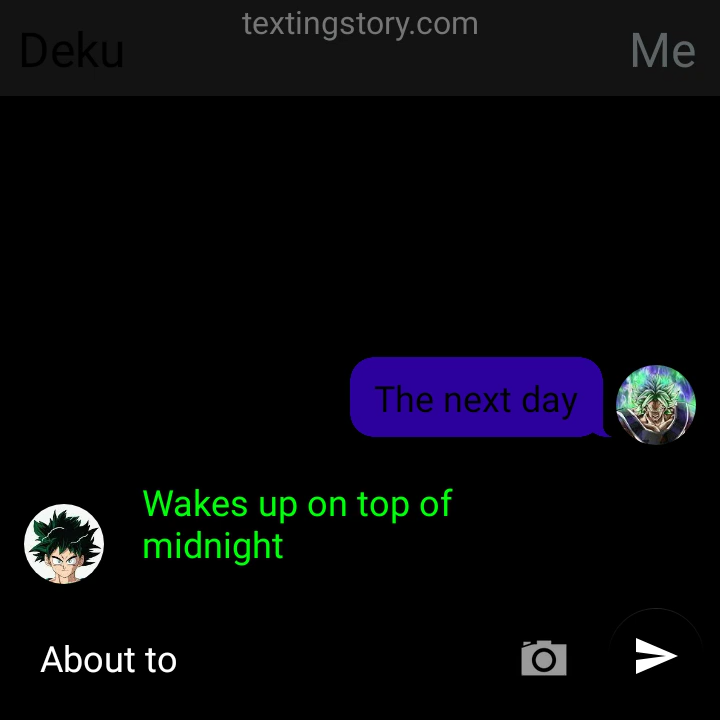 textingstory.com
Deku
Me
The next day
Wakes up on top of
midnight
About to